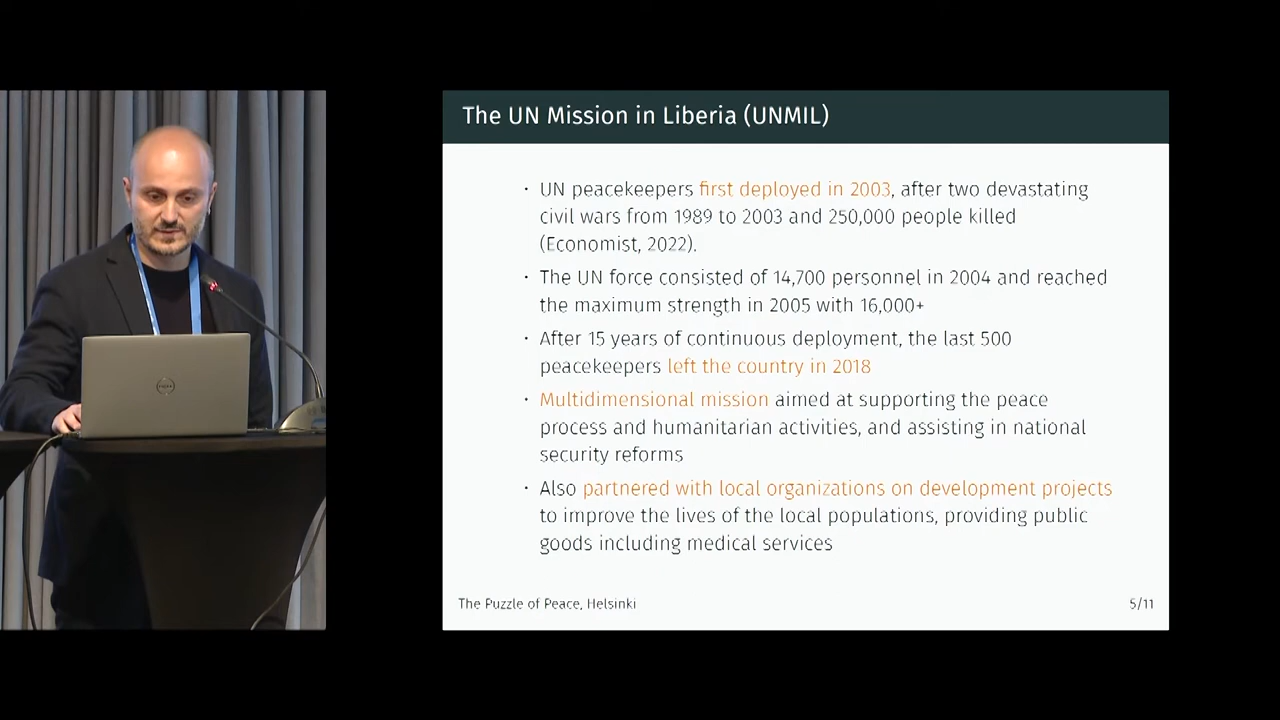 The UN Mission in Liberia (UNMIL)
· UN peacekeepers first deployed in 2003, after two devastating
civil wars from 1989 to 2003 and 250,000 people killed
(Economist, 2022).
· The UN force consisted of 14,700 personnel in 2004 and reached
the maximum strength in 2005 with 16,000+
· After 15 years of continuous deployment, the last 500
peacekeepers left the country in 2018
· Multidimensional mission aimed at supporting the peace
process and humanitarian activities, and assisting in national
security reforms
· Also partnered with local organizations on development projects
to improve the lives of the local populations, providing public
goods including medical services
The Puzzle of Peace, Helsinki
5/11
DELL